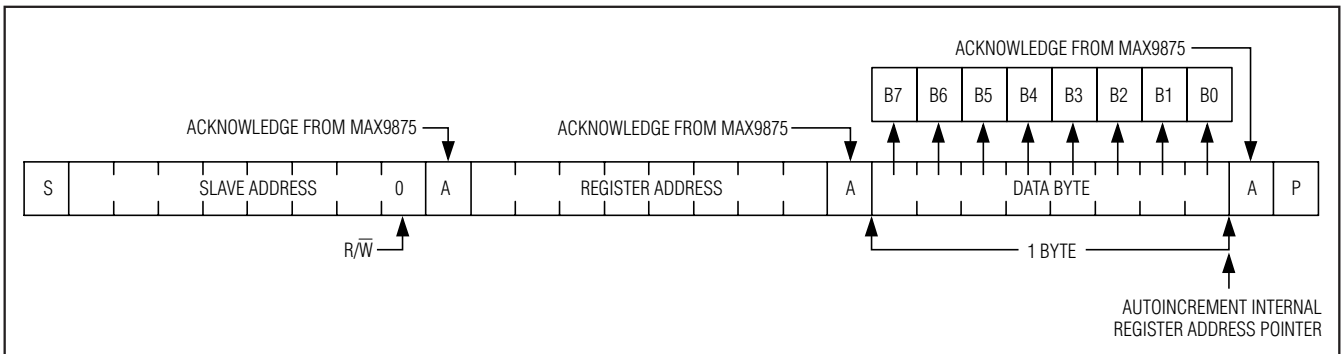 ACKNOWLEDGE FROM MAX9875
B7 B6 B5 B4 B3 B2 B1 B0
ACKNOWLEDGE FROM MAX9875
ACKNOWLEDGE FROM MAX9875
S SLAVE ADDRESS 0 A REGISTER ADDRESS A DATA BYTE A P
R/W̅
1 BYTE
AUTOINCREMENT INTERNAL
REGISTER ADDRESS POINTER